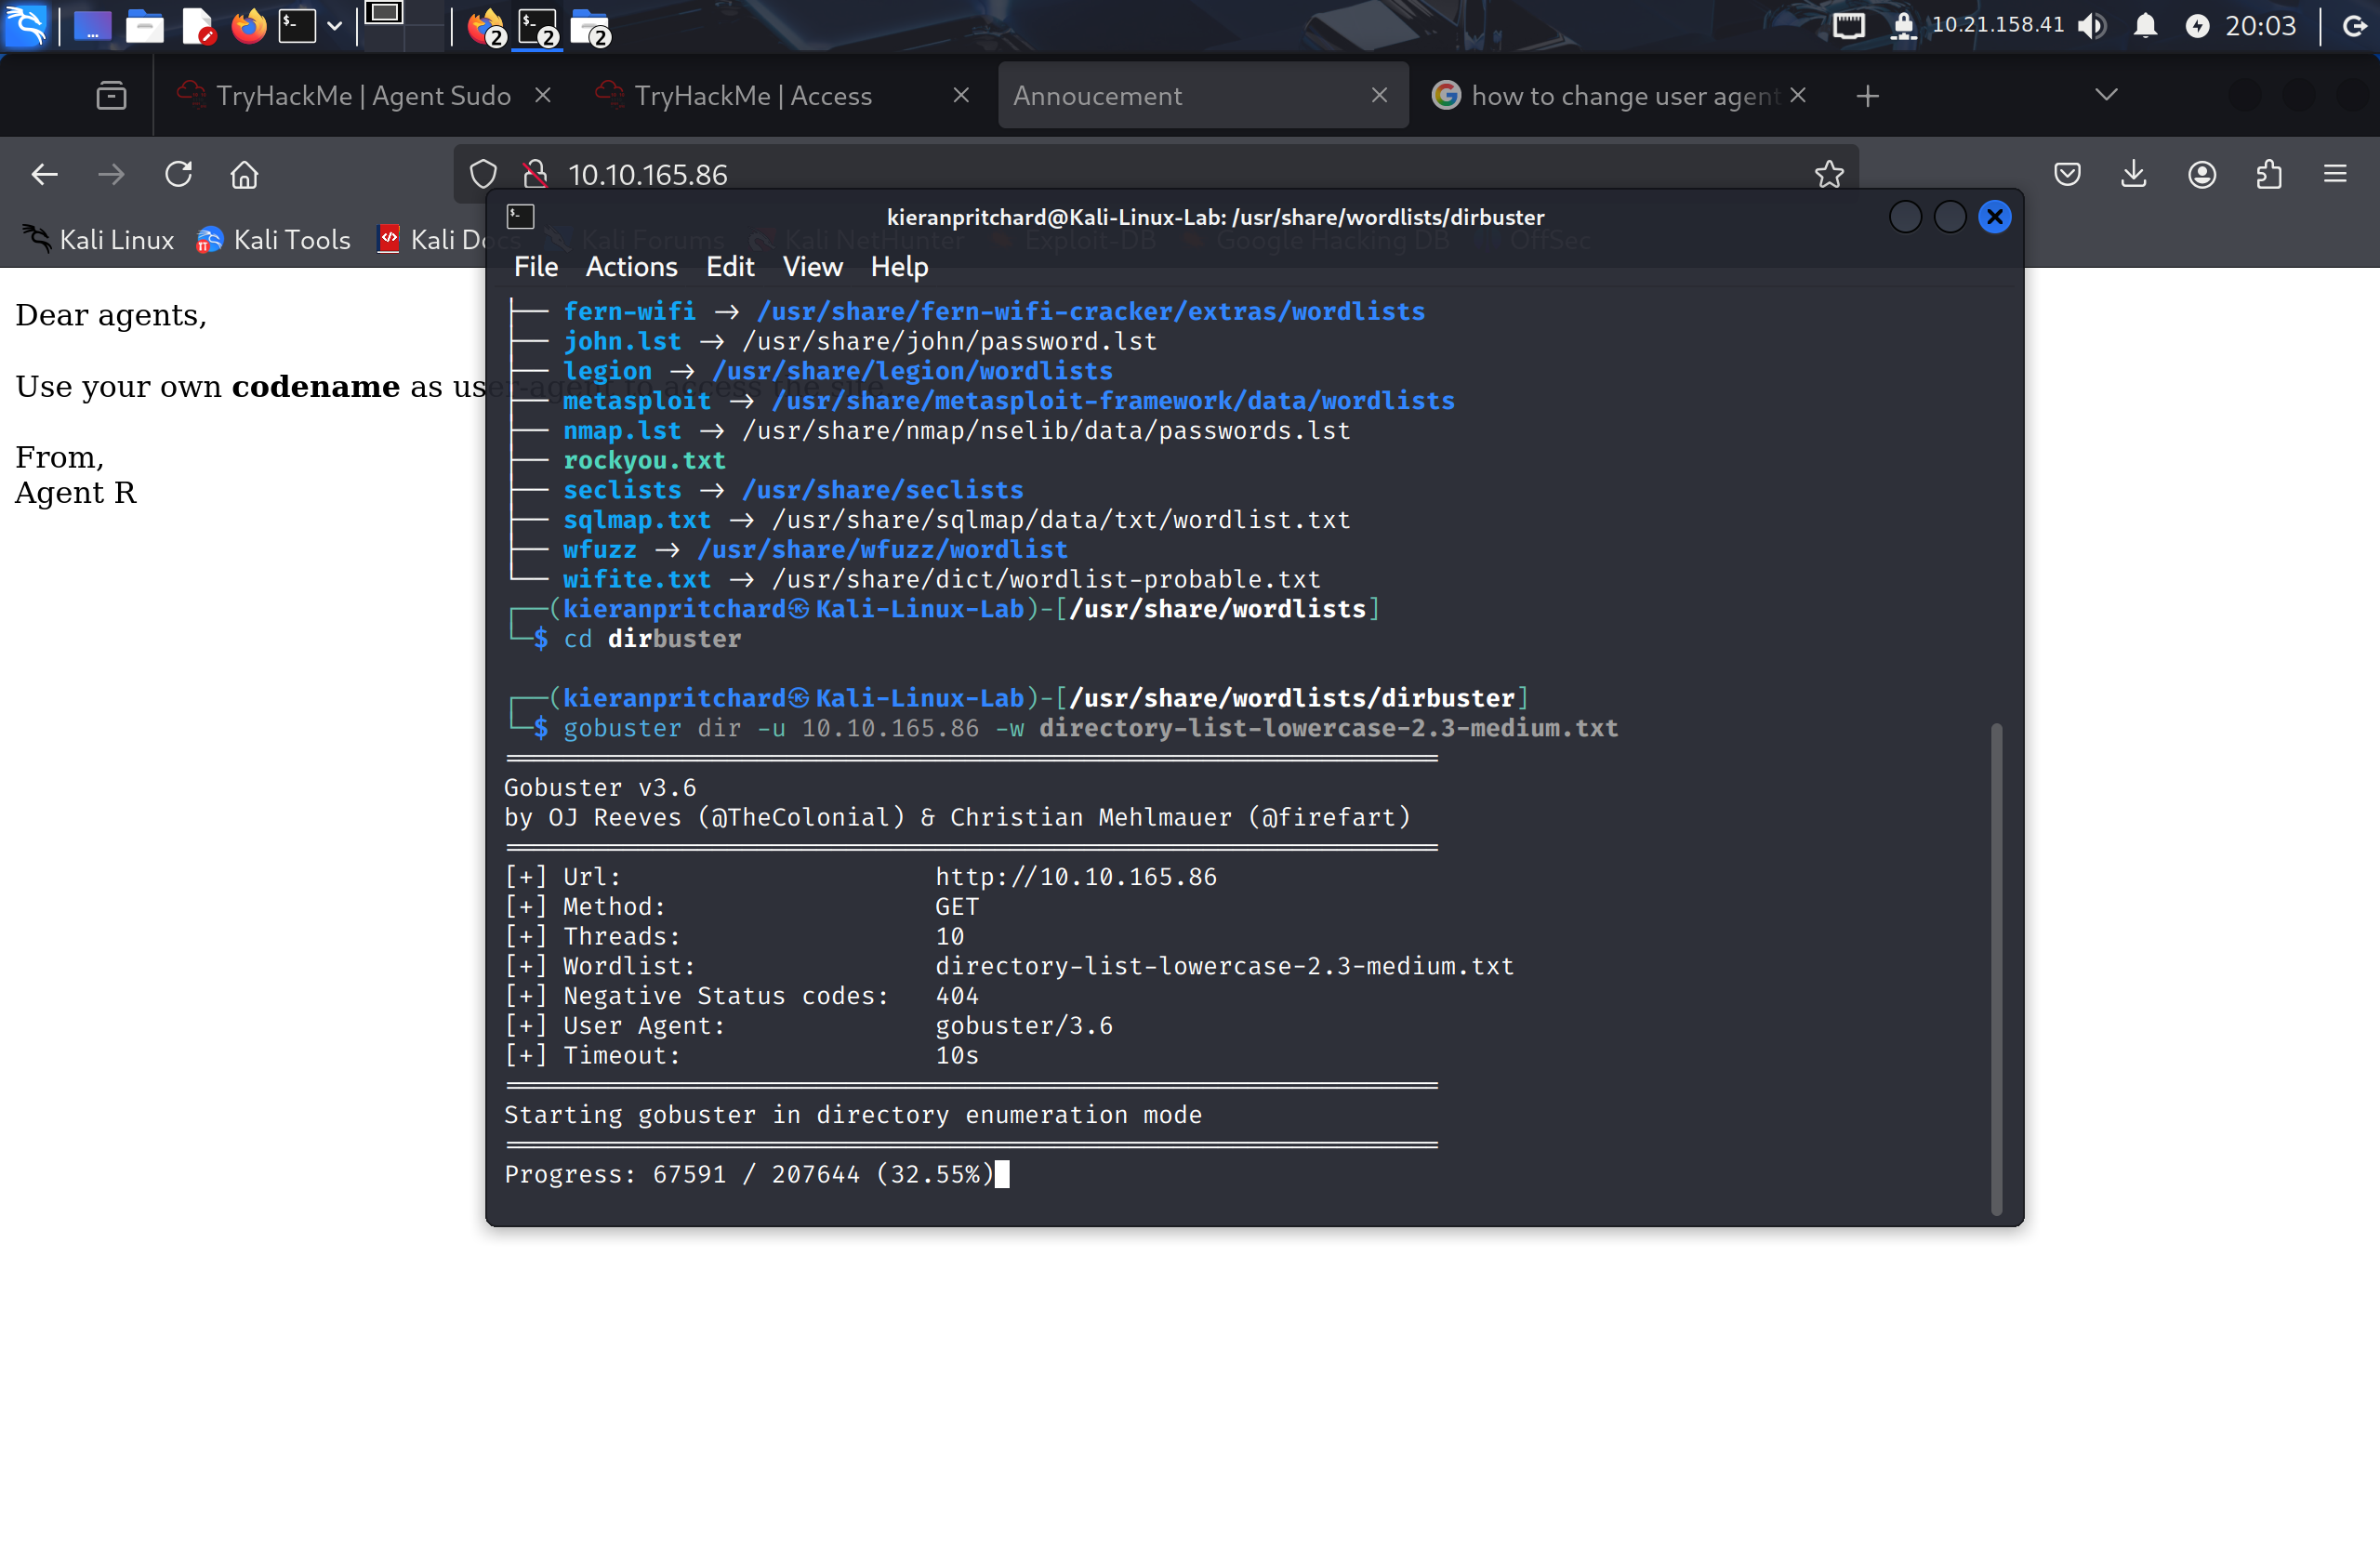 10.21.158.41 20:03
2 2 2
TryHackMe | Agent Sudo
TryHackMe | Access
Annoucement
how to change user agent
10.10.165.86
Kali Linux Kali Tools Kali Docs Kali Forums Kali NetHunter Exploit-DB Google Hacking DB OffSec
Dear agents,
Use your own codename as user-agent to access the site.
From,
Agent R
kieranpritchard@Kali-Linux-Lab: /usr/share/wordlists/dirbuster
File Actions Edit View Help
├── fern-wifi → /usr/share/fern-wifi-cracker/extras/wordlists
├── john.lst → /usr/share/john/password.lst
├── legion → /usr/share/legion/wordlists
├── metasploit → /usr/share/metasploit-framework/data/wordlists
├── nmap.lst → /usr/share/nmap/nselib/data/passwords.lst
├── rockyou.txt
├── seclists → /usr/share/seclists
├── sqlmap.txt → /usr/share/sqlmap/data/txt/wordlist.txt
├── wfuzz → /usr/share/wfuzz/wordlist
└── wifite.txt → /usr/share/dict/wordlist-probable.txt
┌──(kieranpritchard㉿Kali-Linux-Lab)-[/usr/share/wordlists]
└─$ cd dirbuster
┌──(kieranpritchard㉿Kali-Linux-Lab)-[/usr/share/wordlists/dirbuster]
└─$ gobuster dir -u 10.10.165.86 -w directory-list-lowercase-2.3-medium.txt
===============================================================
Gobuster v3.6
by OJ Reeves (@TheColonial) & Christian Mehlmauer (@firefart)
===============================================================
[+] Url: http://10.10.165.86
[+] Method: GET
[+] Threads: 10
[+] Wordlist: directory-list-lowercase-2.3-medium.txt
[+] Negative Status codes: 404
[+] User Agent: gobuster/3.6
[+] Timeout: 10s
===============================================================
Starting gobuster in directory enumeration mode
===============================================================
Progress: 67591 / 207644 (32.55%)